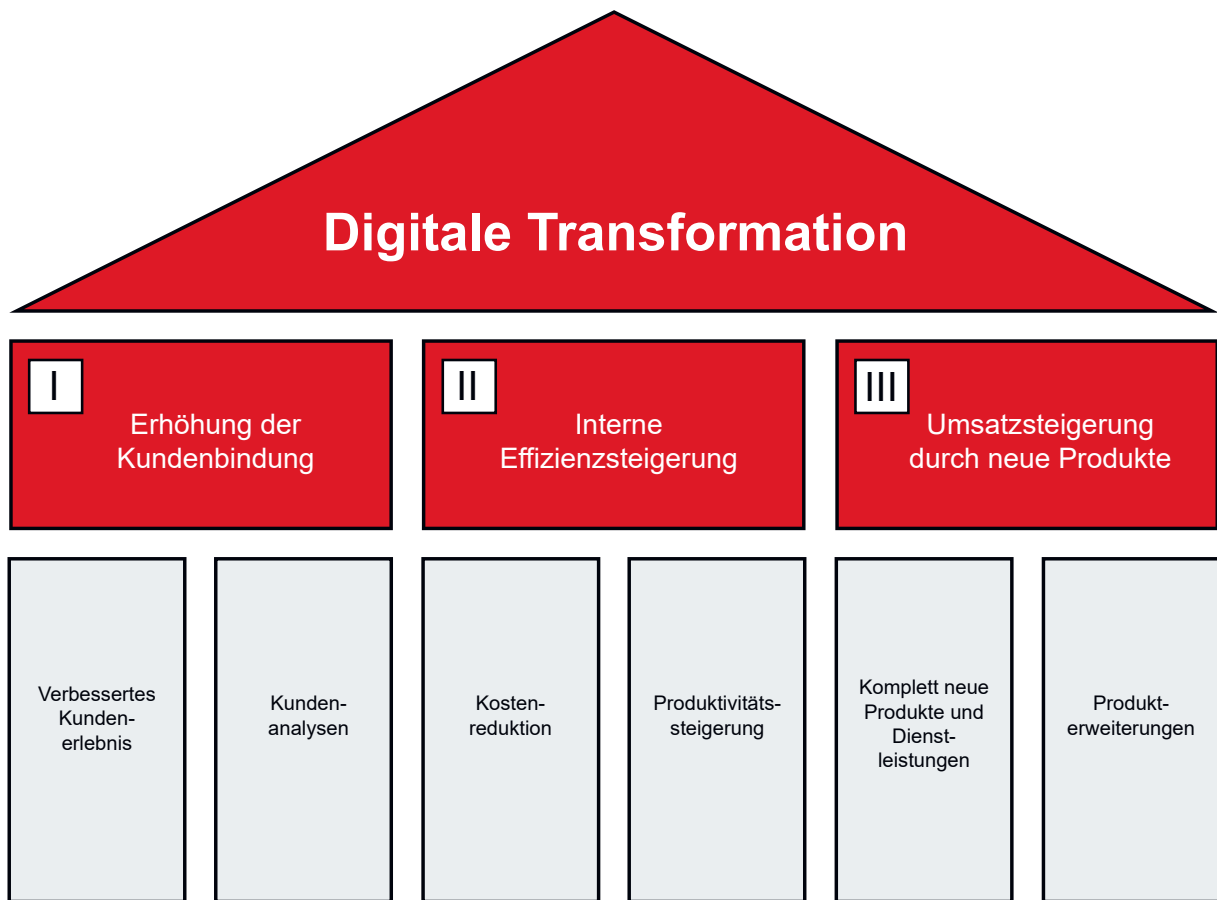 Digitale Transformation
I
Erhöhung der
Kundenbindung
II
Interne
Effizienzsteigerung
III
Umsatzsteigerung
durch neue Produkte
Verbessertes
Kunden-
erlebnis
Kunden-
analysen
Kosten-
reduktion
Produktivitäts-
steigerung
Komplett neue
Produkte und
Dienst-
leistungen
Produkt-
erweiterungen